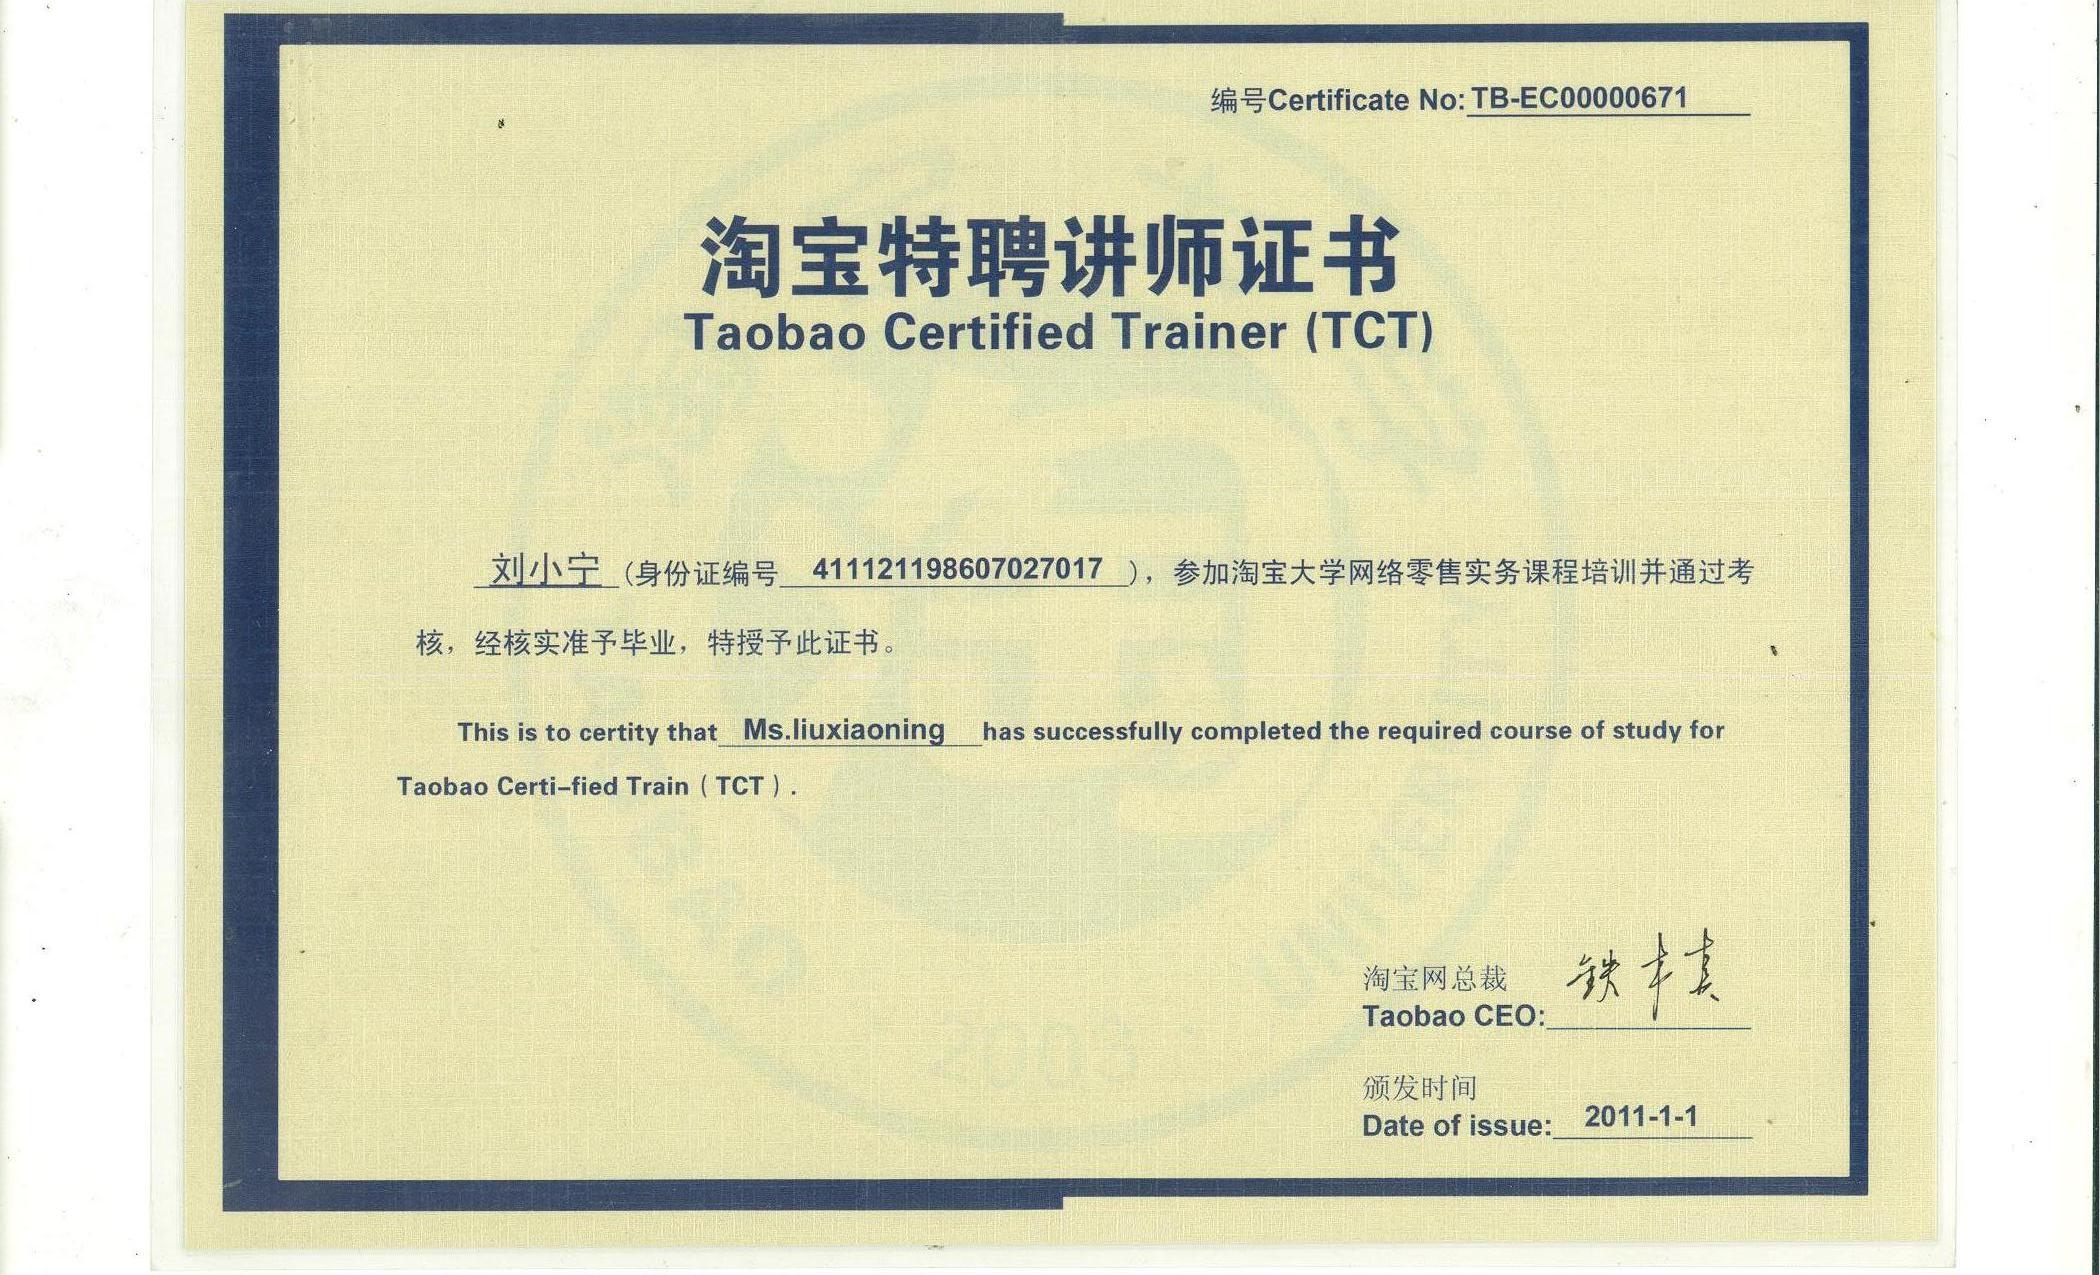 编号Certificate No: TB-EC00000671
淘宝特聘讲师证书
Taobao Certified Trainer (TCT)
刘小宁 (身份证编号 411121198607027017 ），参加淘宝大学网络零售实务课程培训并通过考
核，经核实准予毕业，特授予此证书。
This is to certity that Ms.liuxiaoning has successfully completed the required course of study for
Taobao Certi-fied Train ( TCT ) .
淘宝网总裁
Taobao CEO:
颁发时间
Date of issue: 2011-1-1